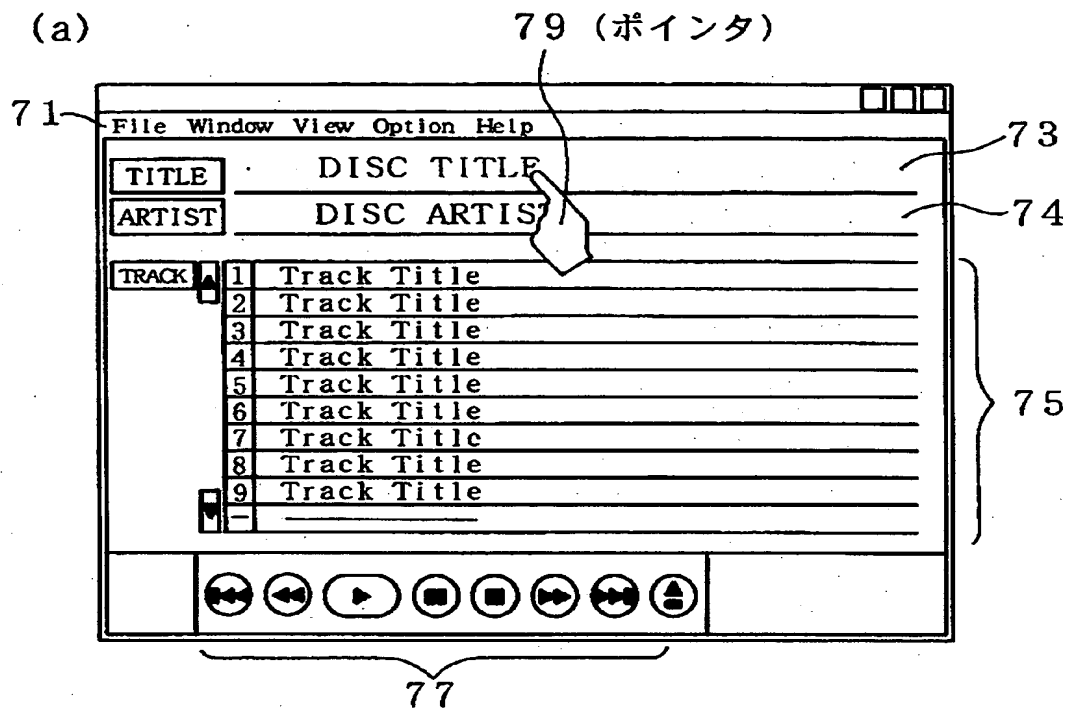 (a)
79 (ポインタ)
71
File Window View Option Help
73
TITLE DISC TITLE
74
ARTIST DISC ARTIST
TRACK 1 Track Title
2 Track Title
3 Track Title
4 Track Title
5 Track Title
75
6 Track Title
7 Track Title
8 Track Title
9 Track Title
77